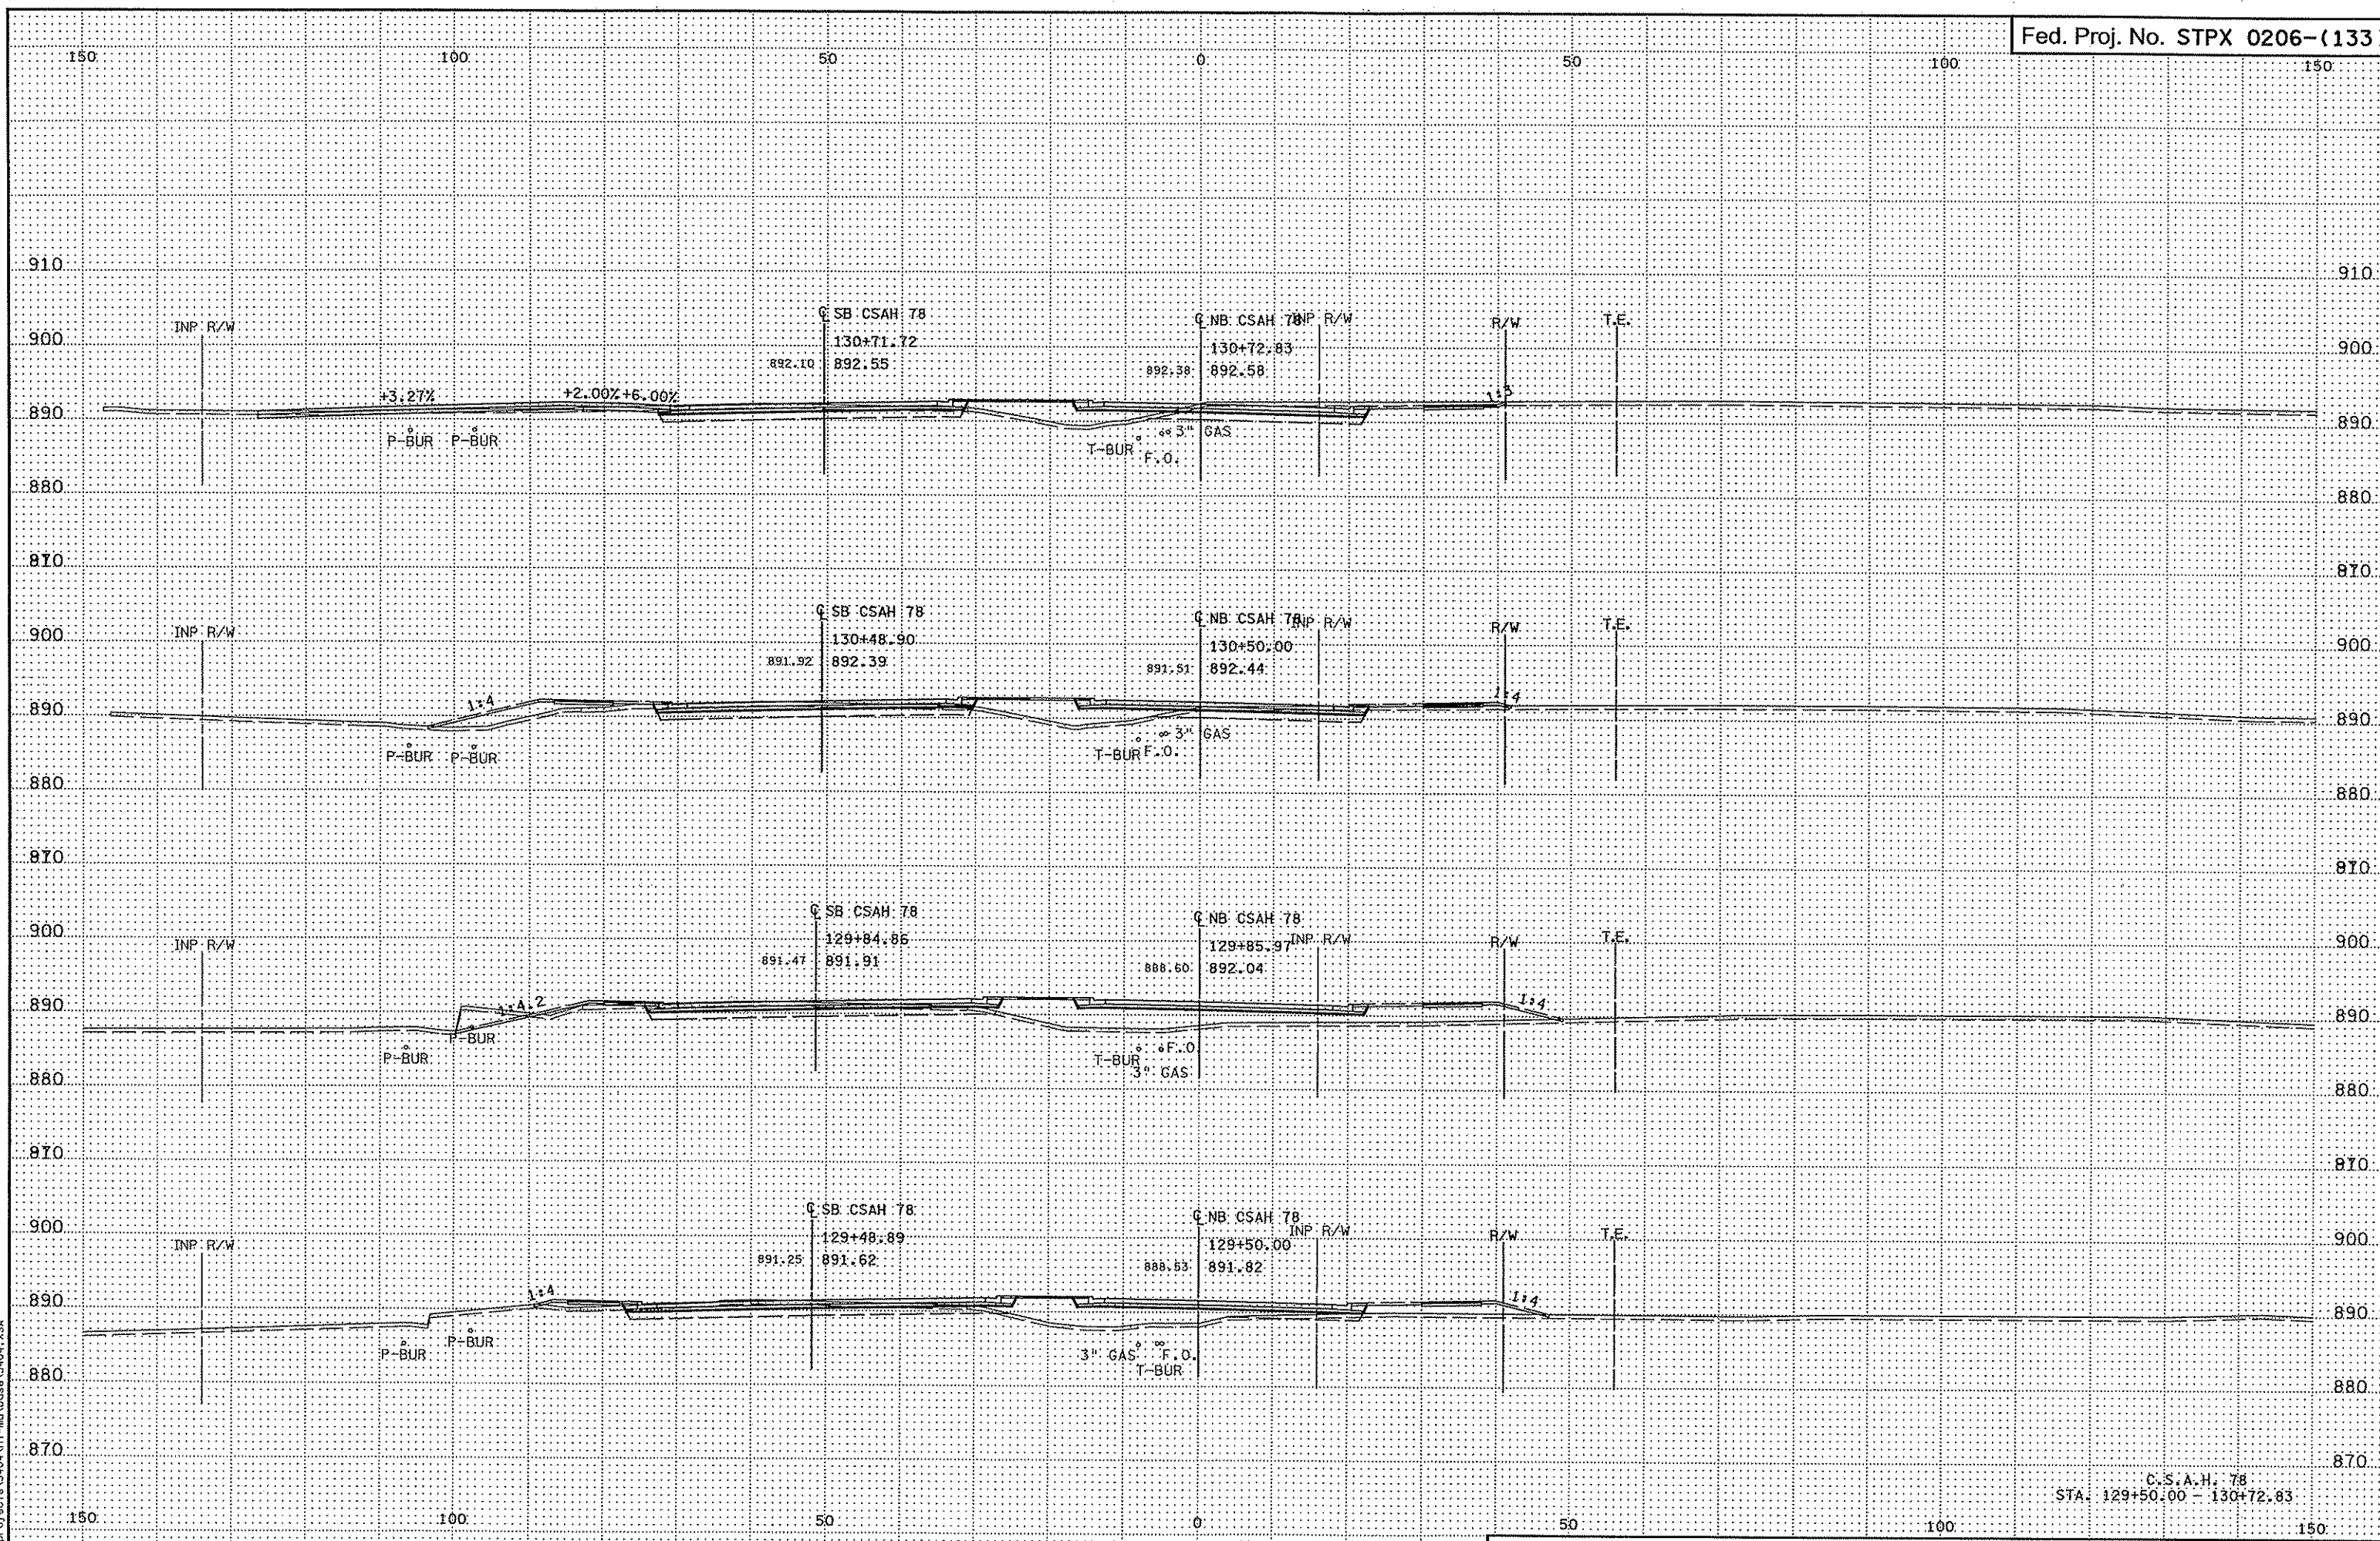 Fed. Proj. No. STPX 0206-(133
150 100 50 0 50 100 150
910 910
INP R/W
℄ SB CSAH 78
130+71.72
892.10 892.55
℄ NB CSAH 78 INP R/W
130+72.83
892.38 892.58
R/W
T.E.
900 900
+3.27% +2.00% +6.00% 1:3
890 890
P-BUR P-BUR
3" GAS
T-BUR
F.O.
880 880
870 870
INP R/W
℄ SB CSAH 78
130+48.90
891.92 892.39
℄ NB CSAH 78 INP R/W
130+50.00
891.51 892.44
R/W
T.E.
900 900
1:4 1:4
890 890
P-BUR P-BUR
3" GAS
T-BUR F.O.
880 880
870 870
INP R/W
℄ SB CSAH 78
129+84.86
891.47 891.91
℄ NB CSAH 78
129+85.97 INP R/W
888.60 892.04
R/W
T.E.
900 900
1:4.2 1:4
890 890
P-BUR
P-BUR
F.O.
T-BUR
3" GAS
880 880
870 870
INP R/W
℄ SB CSAH 78
129+48.89
891.25 891.62
℄ NB CSAH 78
INP R/W
129+50.00
888.53 891.82
R/W
T.E.
900 900
1:4 1:4
890 890
P-BUR
P-BUR
3" GAS F.O.
T-BUR
880 880
870 870
C.S.A.H. 78
STA. 129+50.00 - 130+72.83
150 100 50 0 50 100 150